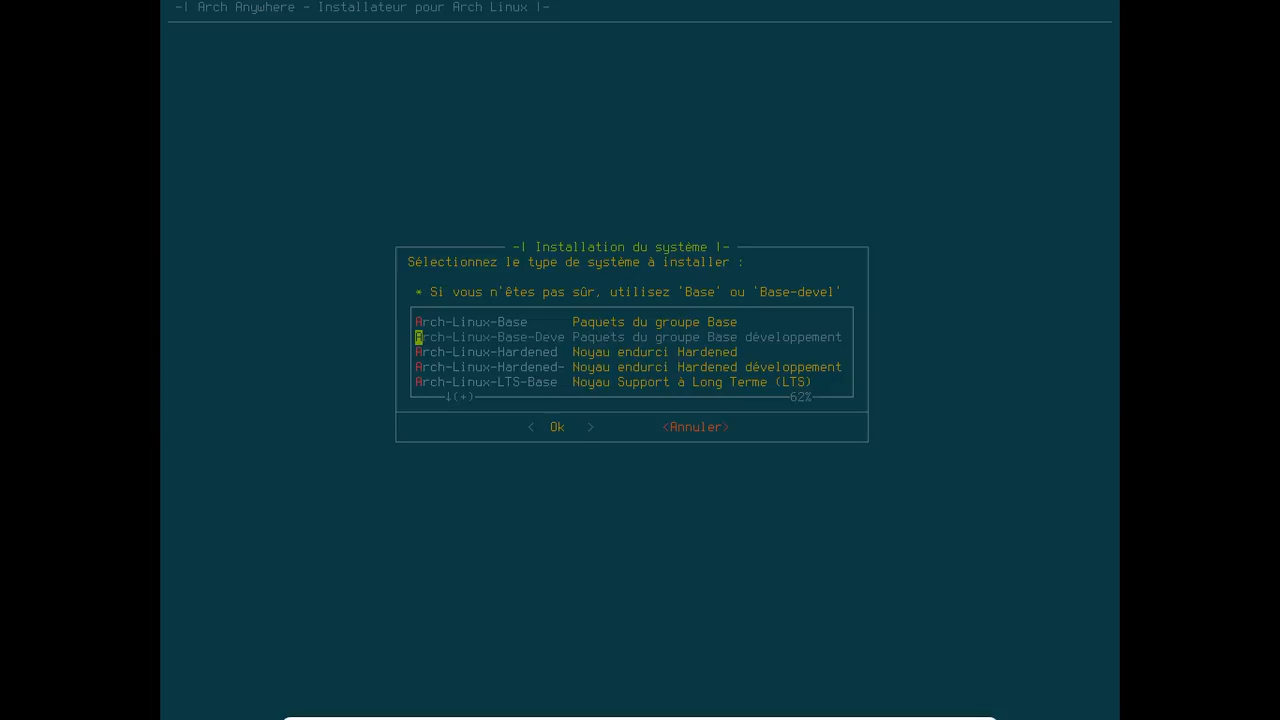 -| Arch Anywhere - Installateur pour Arch Linux |-
-| Installation du système |-
Sélectionnez le type de système à installer :
* Si vous n'êtes pas sûr, utilisez 'Base' ou 'Base-devel'
Arch-Linux-Base Paquets du groupe Base
Arch-Linux-Base-Deve Paquets du groupe Base développement
Arch-Linux-Hardened Noyau endurci Hardened
Arch-Linux-Hardened- Noyau endurci Hardened développement
Arch-Linux-LTS-Base Noyau Support à Long Terme (LTS)
↓(+) 62%
< Ok > <Annuler>